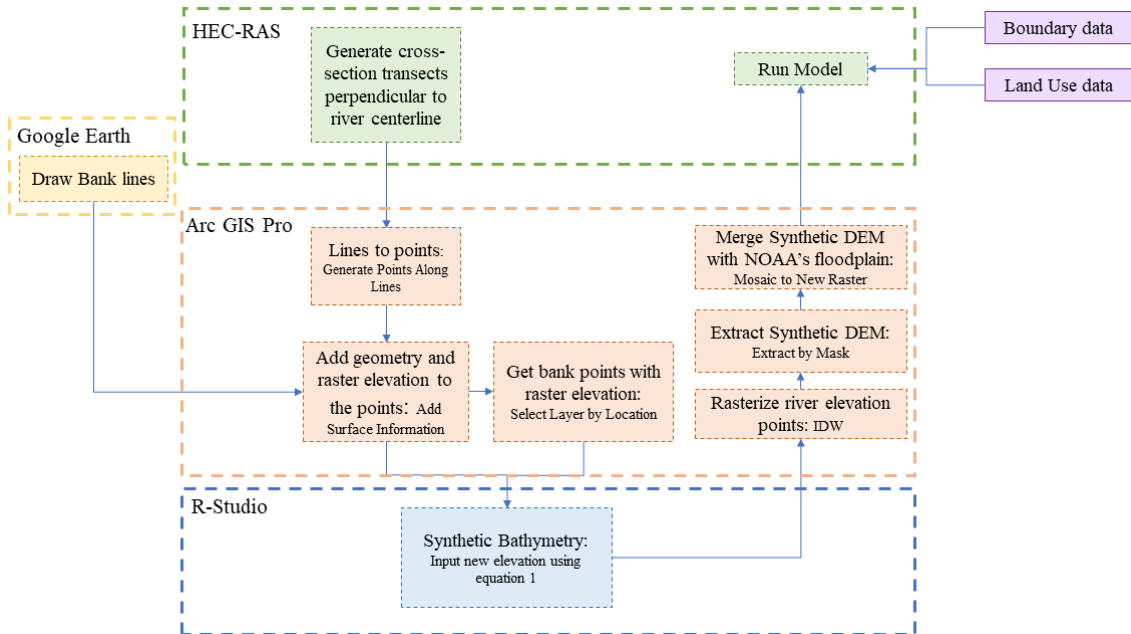 HEC-RAS
Generate cross-
section transects
perpendicular to
river centerline
Run Model
Boundary data
Land Use data
Google Earth
Draw Bank lines
Arc GIS Pro
Lines to points:
Generate Points Along
Lines
Add geometry and
raster elevation to
the points: Add
Surface Information
Get bank points with
raster elevation:
Select Layer by Location
Merge Synthetic DEM
with NOAA's floodplain:
Mosaic to New Raster
Extract Synthetic DEM:
Extract by Mask
Rasterize river elevation
points: IDW
R-Studio
Synthetic Bathymetry:
Input new elevation using
equation 1